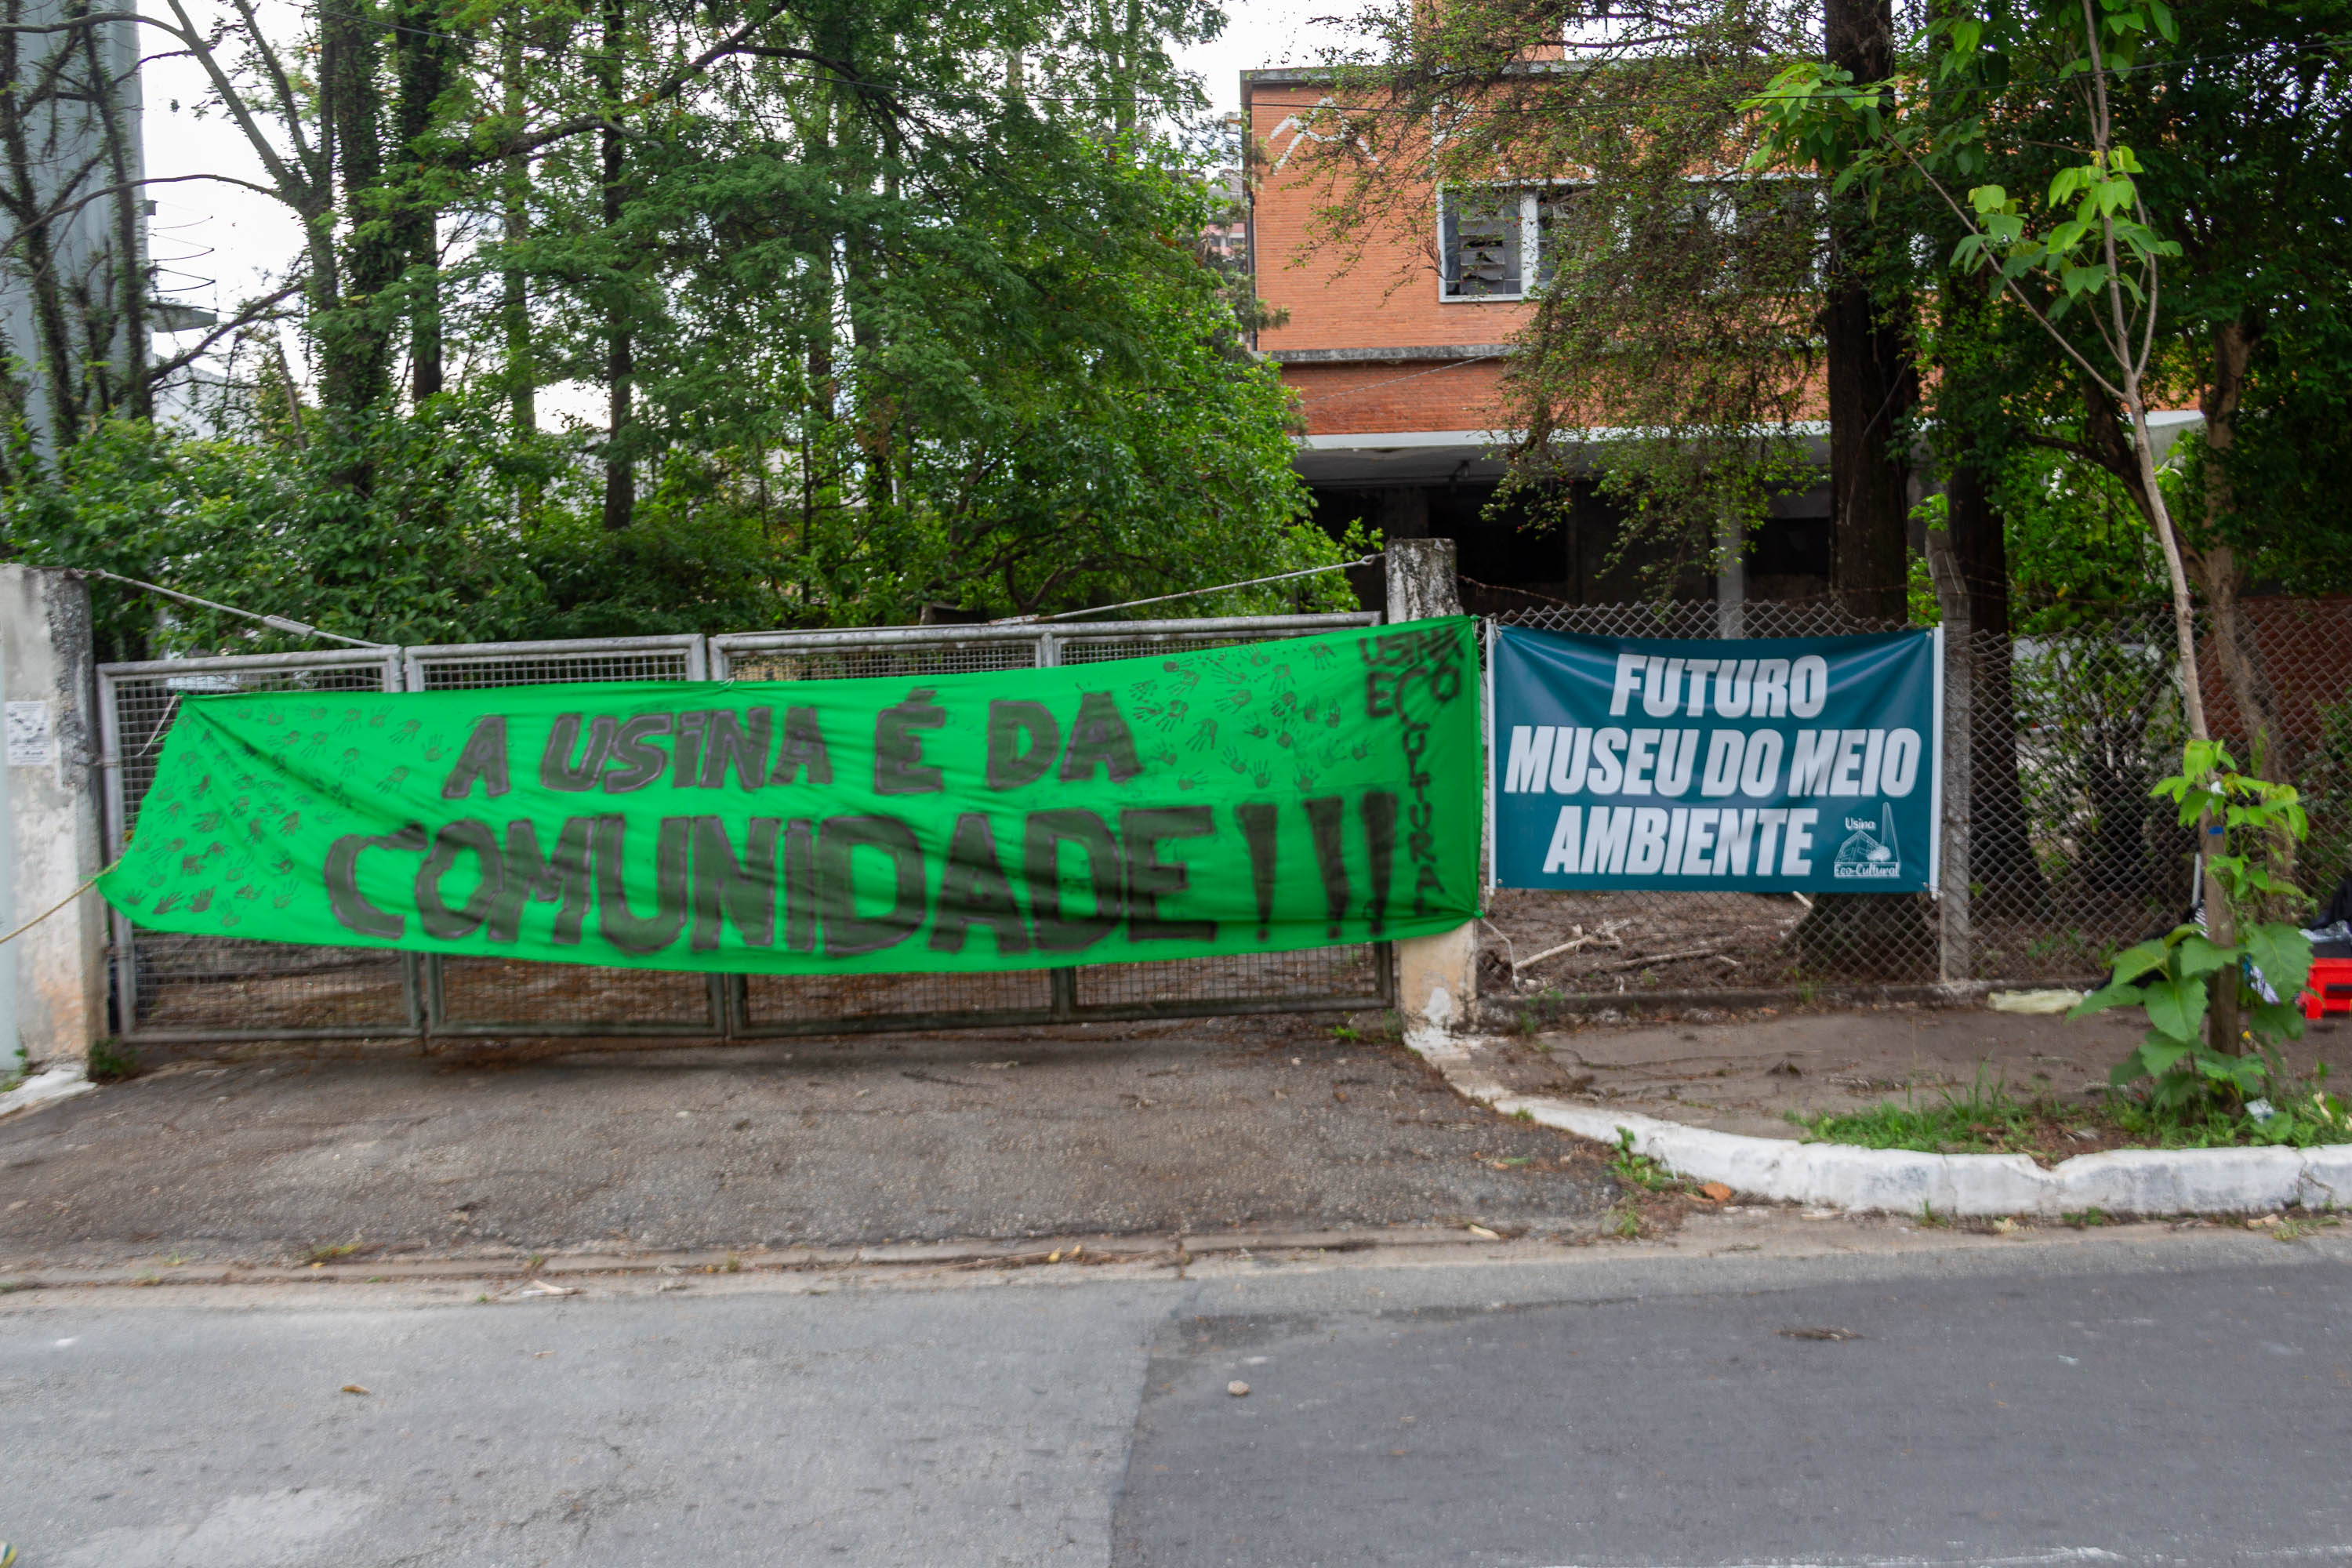 A USINA É DA
COMUNIDADE!!!
USINA
ECO
CULTURAL
FUTURO
MUSEU DO MEIO
AMBIENTE
Usina
Eco-Cultural